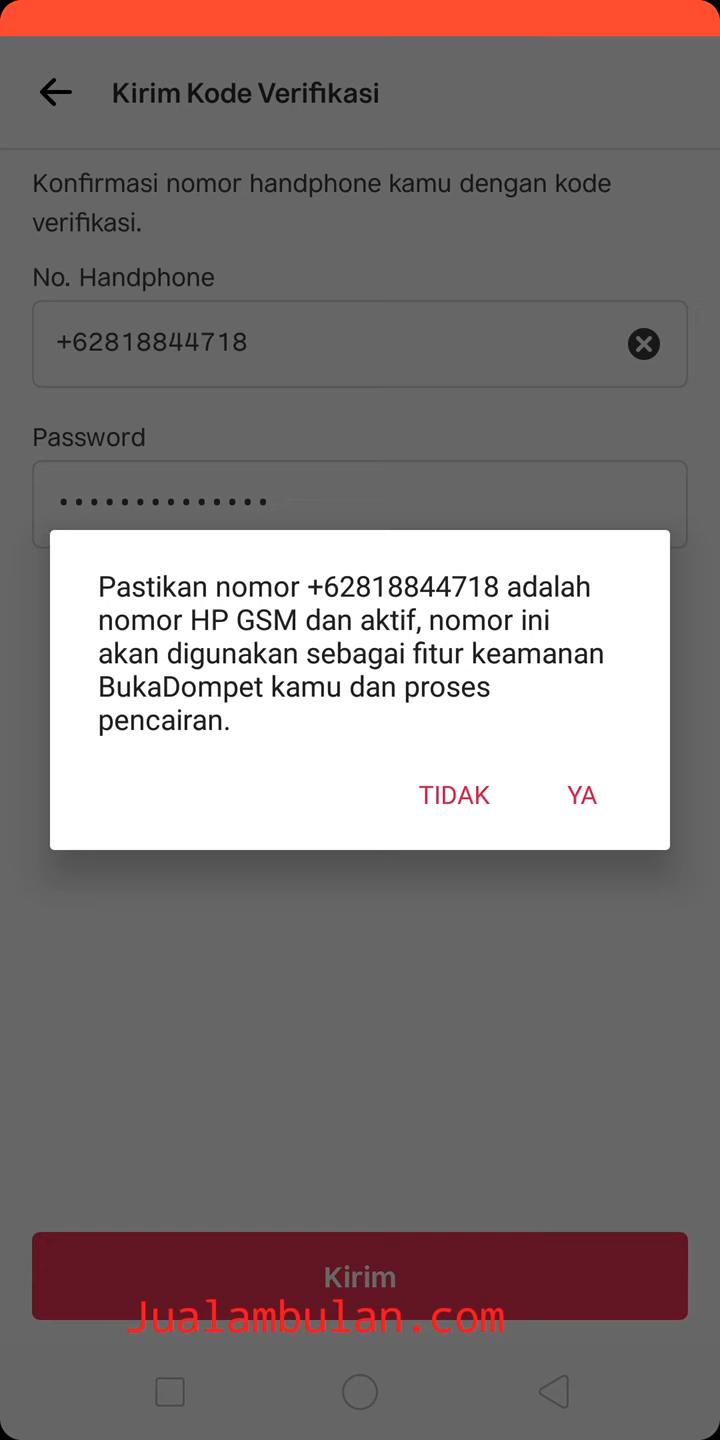 Kirim Kode Verifikasi
Konfirmasi nomor handphone kamu dengan kode
verifikasi.
No. Handphone
+62818844718
Password
••••••••••••••
Pastikan nomor +62818844718 adalah
nomor HP GSM dan aktif, nomor ini
akan digunakan sebagai fitur keamanan
BukaDompet kamu dan proses
pencairan.
TIDAK YA
Kirim
Jualambulan.com